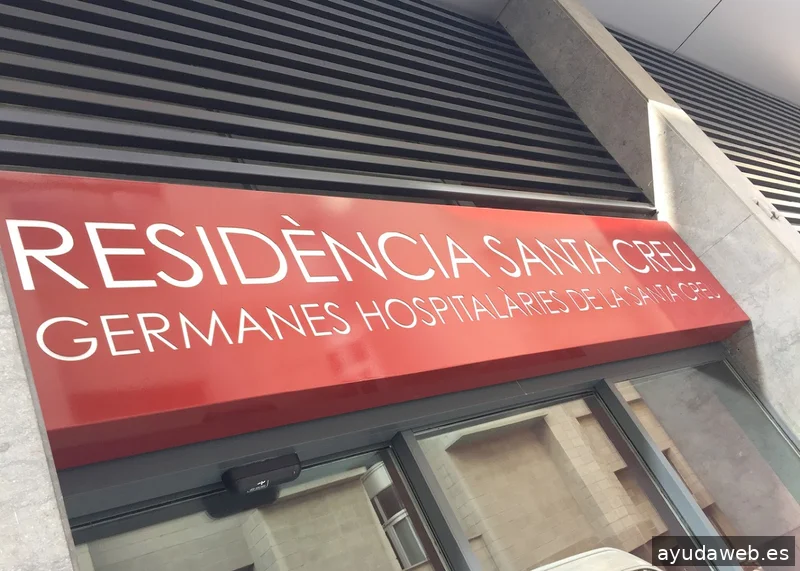 RESIDÈNCIA SANTA CREU
GERMANES HOSPITALÀRIES DE LA SANTA CREU
ayudaweb.es